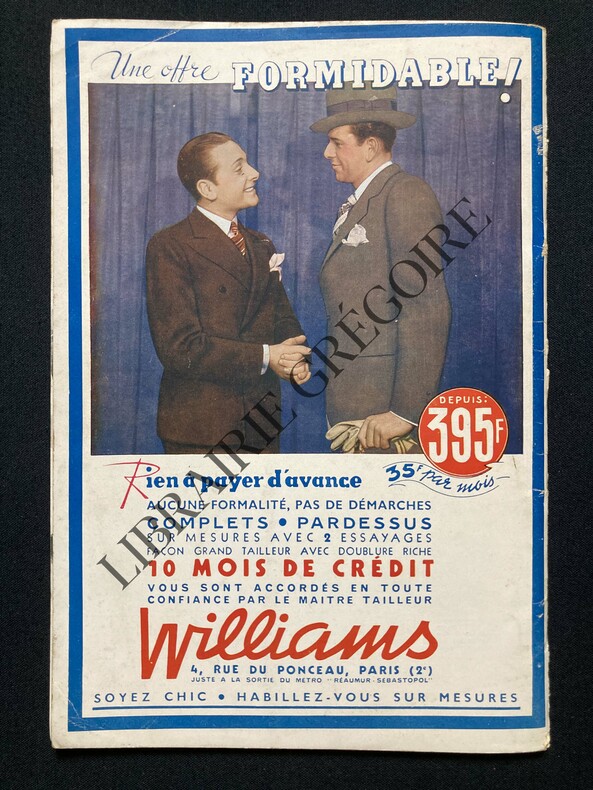 Une offre FORMIDABLE!
DEPUIS:
395F
35F par mois
Rien à payer d'avance
AUCUNE FORMALITÉ, PAS DE DÉMARCHES
COMPLETS • PARDESSUS
SUR MESURES AVEC 2 ESSAYAGES
FAÇON GRAND TAILLEUR AVEC DOUBLURE RICHE
10 MOIS DE CRÉDIT
VOUS SONT ACCORDÉS EN TOUTE
CONFIANCE PAR LE MAITRE TAILLEUR
Williams
4, RUE DU PONCEAU, PARIS (2e)
JUSTE A LA SORTIE DU METRO "RÉAUMUR-SEBASTOPOL"
SOYEZ CHIC • HABILLEZ-VOUS SUR MESURES
LIBRAIRIE GRÉGOIRE